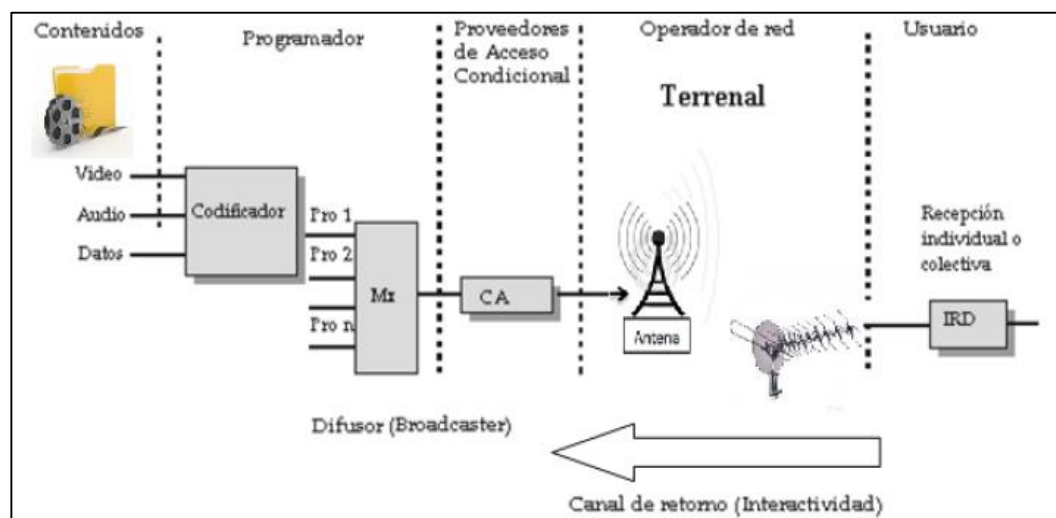 Contenidos
Programador
Proveedores
de Acceso
Condicional
Operador de red
Usuario
Terrenal
Video
Audio
Datos
Codificador
Pro 1
Pro 2
Pro n
Mx
CA
Antena
Recepción
individual o
colectiva
IRD
Difusor (Broadcaster)
Canal de retorno (Interactividad)